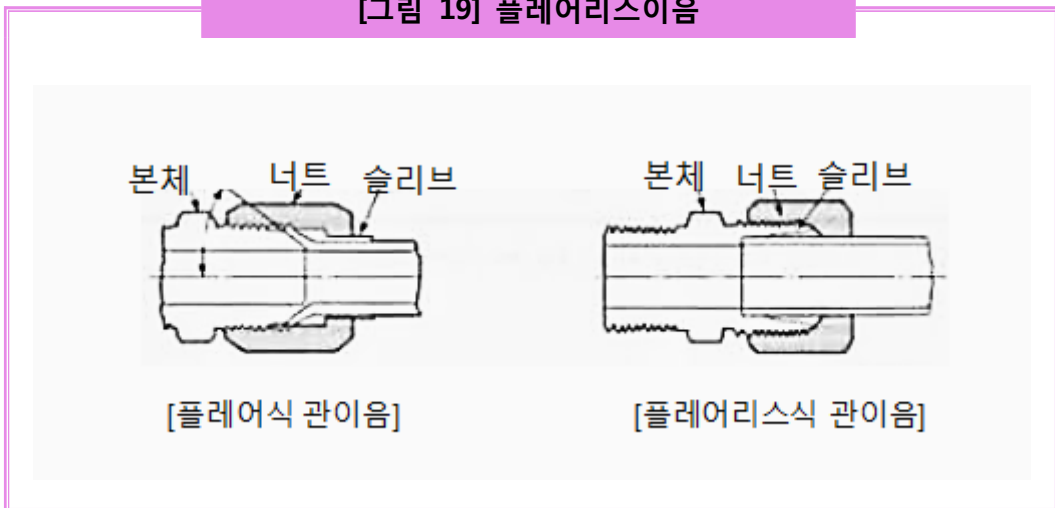 [그림 19] 플레어리스이음
본체 너트 슬리브
본체 너트 슬리브
[플레어식 관이음]
[플레어리스식 관이음]